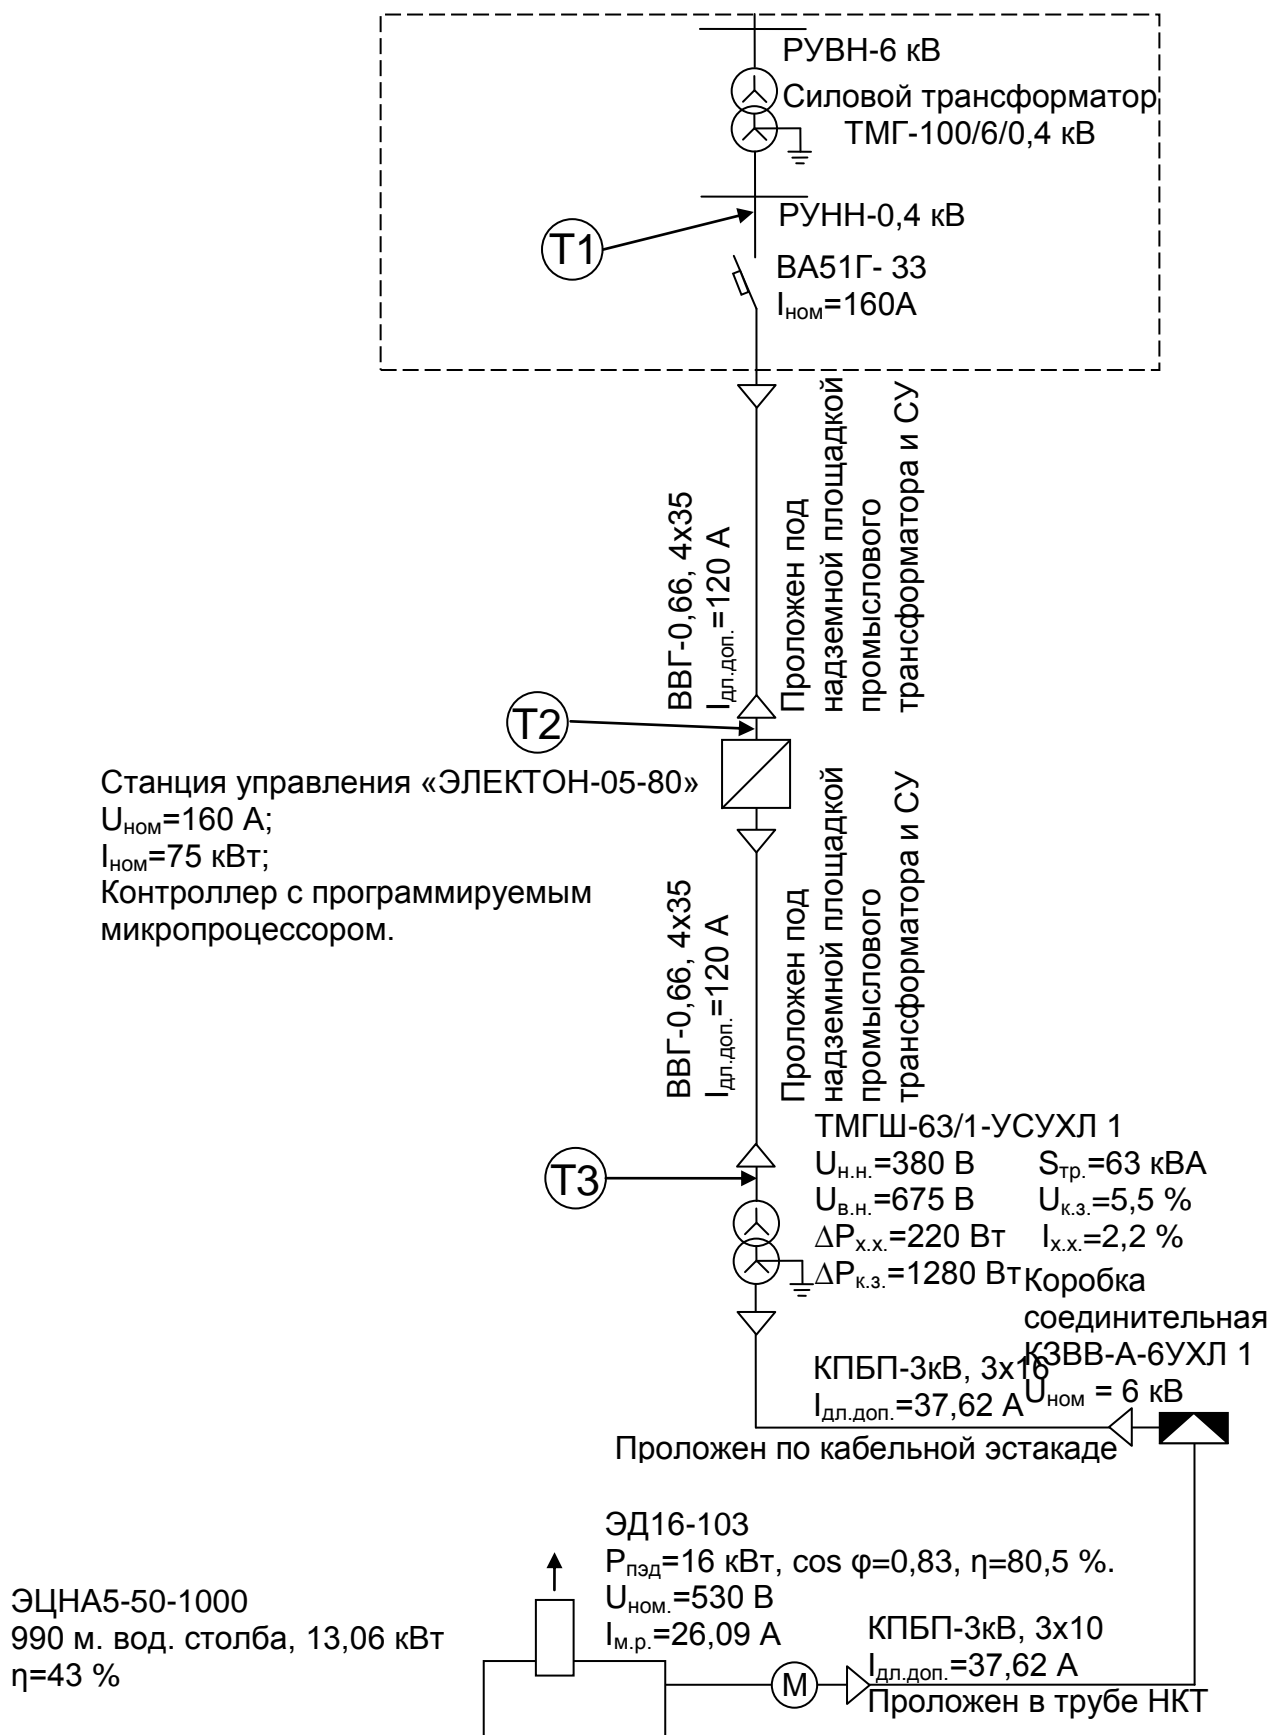 РУВН-6 кВ
Силовой трансформатор
ТМГ-100/6/0,4 кВ
РУНН-0,4 кВ
Т1
ВА51Г- 33
Iном=160А
ВВГ-0,66, 4х35
Iдл.доп.=120 А
Проложен под
надземной площадкой
промыслового
трансформатора и СУ
Т2
Станция управления «ЭЛЕКТОН-05-80»
Uном=160 А;
Iном=75 кВт;
Контроллер с программируемым
микропроцессором.
ВВГ-0,66, 4х35
Iдл.доп.=120 А
Проложен под
надземной площадкой
промыслового
трансформатора и СУ
Т3
ТМГШ-63/1-УСУХЛ 1
Uн.н.=380 В Sтр.=63 кВА
Uв.н.=675 В Uк.з.=5,5 %
ΔPх.х.=220 Вт Iх.х.=2,2 %
ΔPк.з.=1280 Вт
Коробка
соединительная
КЗВВ-А-6УХЛ 1
Uном = 6 кВ
КПБП-3кВ, 3х16
Iдл.доп.=37,62 А
Проложен по кабельной эстакаде
ЭД16-103
Pпэд=16 кВт, cos φ=0,83, η=80,5 %.
Uном.=530 В
Iм.р.=26,09 А
ЭЦНА5-50-1000
990 м. вод. столба, 13,06 кВт
η=43 %
М
КПБП-3кВ, 3х10
Iдл.доп.=37,62 А
Проложен в трубе НКТ